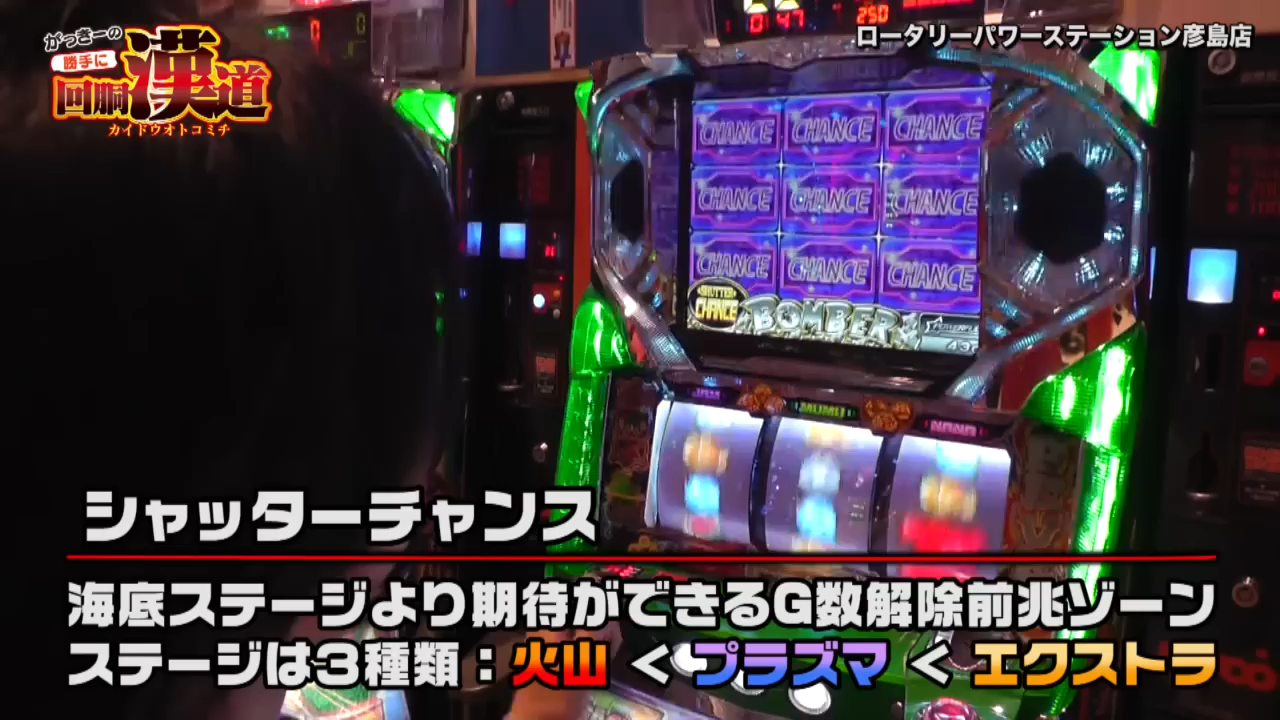 がっきーの
勝手に
回胴漢道
カイドウオトコミチ
ロータリーパワーステーション彦島店
0147
250
CHANCE CHANCE CHANCE
CHANCE CHANCE CHANCE
CHANCE CHANCE CHANCE
SHUTTER
CHANCE
BOMBER
MUMU
NANA
シャッターチャンス
海底ステージより期待ができるG数解除前兆ゾーン
ステージは3種類：火山 < プラズマ < エクストラ